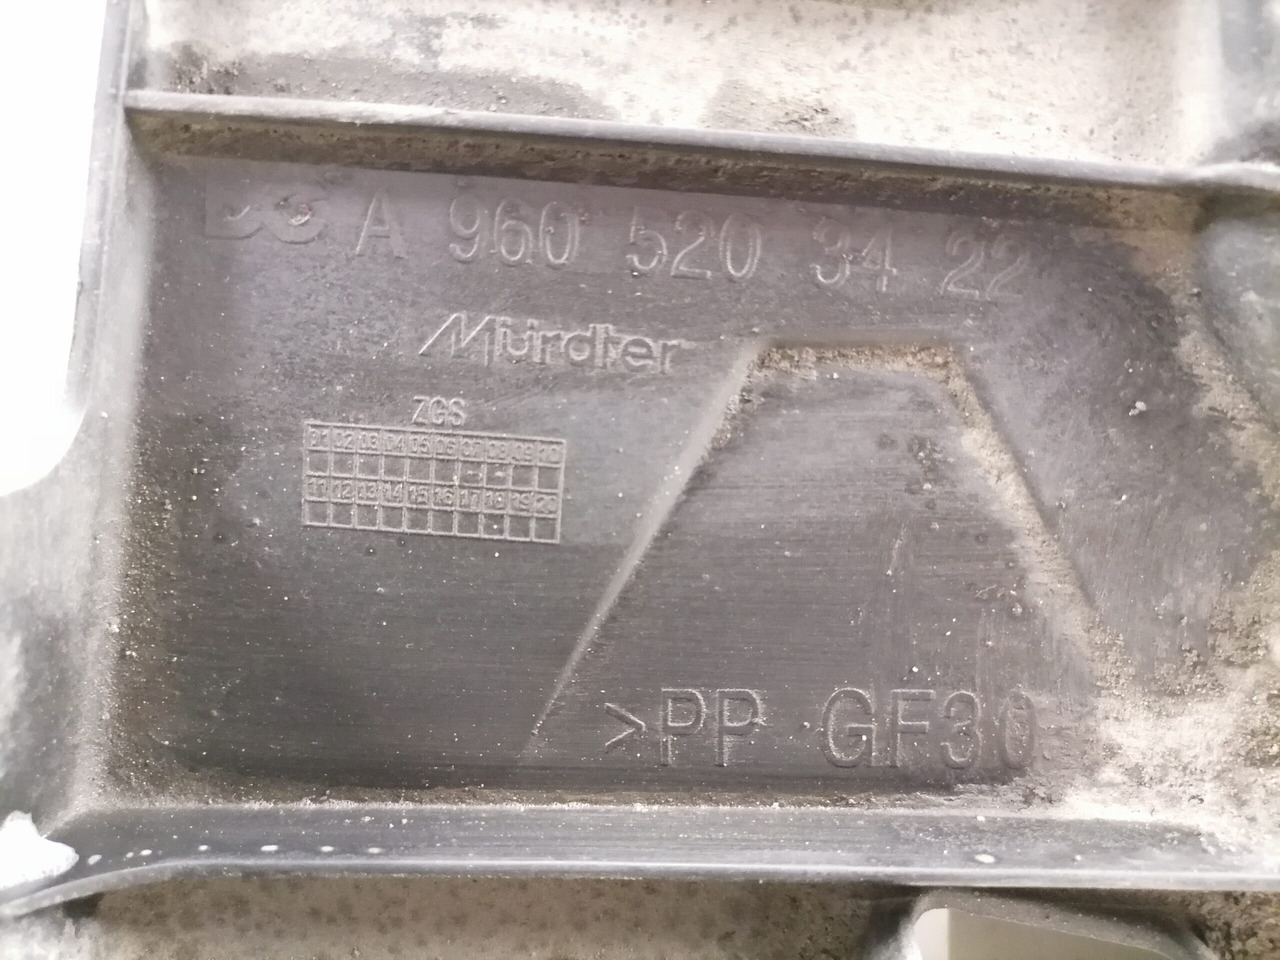 A 960 520 34 22
Mürdter
ZGS
01 02 03 04 05 06 07 08 09 10
11 12 13 14 15 16 17 18 19 20
>PP GF30